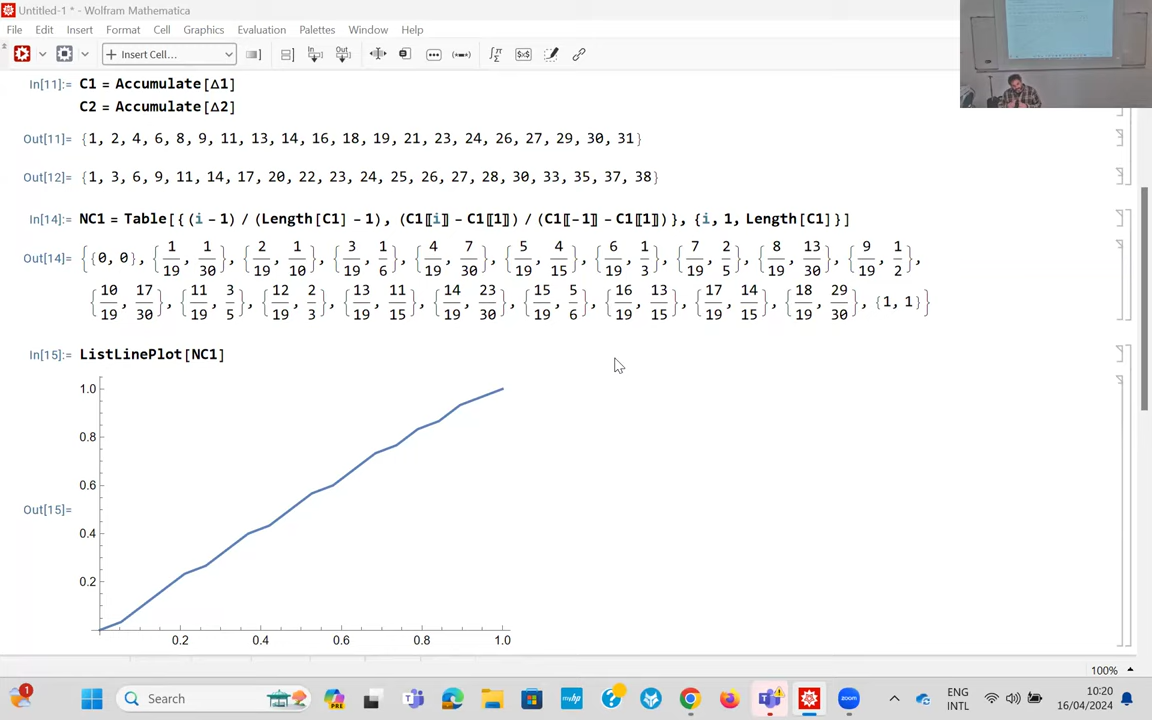 Untitled-1 * - Wolfram Mathematica
File Edit Insert Format Cell Graphics Evaluation Palettes Window Help
Insert Cell...
In[11]:= C1 = Accumulate[Δ1]
C2 = Accumulate[Δ2]
Out[11]= {1, 2, 4, 6, 8, 9, 11, 13, 14, 16, 18, 19, 21, 23, 24, 26, 27, 29, 30, 31}
Out[12]= {1, 3, 6, 9, 11, 14, 17, 20, 22, 23, 24, 25, 26, 27, 28, 30, 33, 35, 37, 38}
In[14]:= NC1 = Table[{(i - 1) / (Length[C1] - 1), (C1〚i〛 - C1〚1〛) / (C1〚-1〛 - C1〚1〛)}, {i, 1, Length[C1]}]
Out[14]= {{0, 0}, {1/19, 1/30}, {2/19, 1/10}, {3/19, 1/6}, {4/19, 7/30}, {5/19, 4/15}, {6/19, 1/3}, {7/19, 2/5}, {8/19, 13/30}, {9/19, 1/2},
{10/19, 17/30}, {11/19, 3/5}, {12/19, 2/3}, {13/19, 11/15}, {14/19, 23/30}, {15/19, 5/6}, {16/19, 13/15}, {17/19, 14/15}, {18/19, 29/30}, {1, 1}}
In[15]:= ListLinePlot[NC1]
1.0
0.8
0.6
Out[15]=
0.4
0.2
0.2 0.4 0.6 0.8 1.0
100%
1 Search PRE myhp ENG 10:20
INTL 16/04/2024